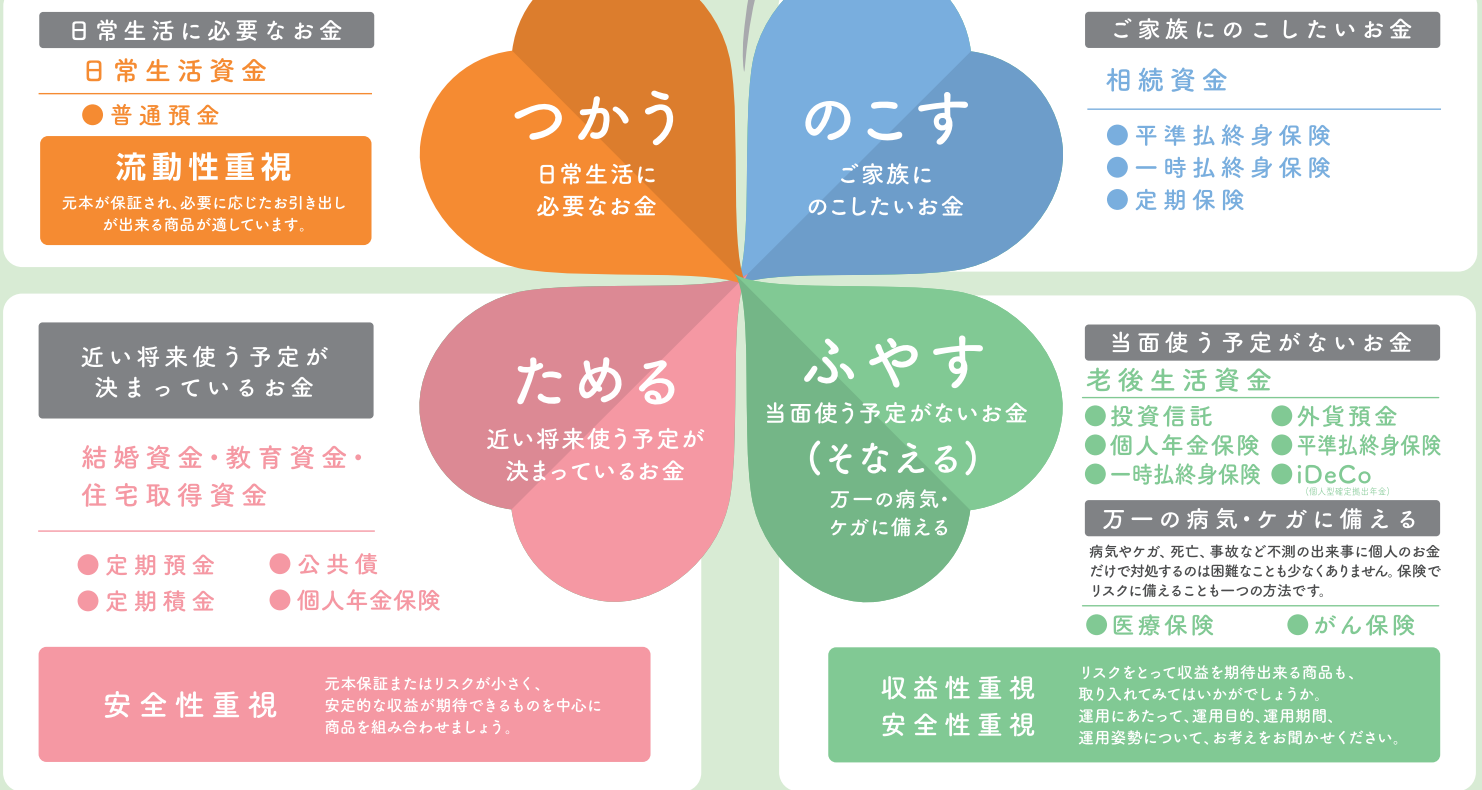 日常生活に必要なお金
日常生活資金
●普通預金
流動性重視
元本が保証され、必要に応じたお引き出し
が出来る商品が適しています。
つかう
日常生活に
必要なお金
のこす
ご家族に
のこしたいお金
ご家族にのこしたいお金
相続資金
●平準払終身保険
●一時払終身保険
●定期保険
近い将来使う予定が
決まっているお金
結婚資金・教育資金・
住宅取得資金
●定期預金 ●公共債
●定期積金 ●個人年金保険
安全性重視
元本保証またはリスクが小さく、
安定的な収益が期待できるものを中心に
商品を組み合わせましょう。
ためる
近い将来使う予定が
決まっているお金
ふやす
当面使う予定がないお金
(そなえる)
万一の病気・
ケガに備える
当面使う予定がないお金
老後生活資金
●投資信託 ●外貨預金
●個人年金保険 ●平準払終身保険
●一時払終身保険 ●iDeCo
(個人型確定拠出年金)
万一の病気・ケガに備える
病気やケガ、死亡、事故など不測の出来事に個人のお金
だけで対処するのは困難なことも少なくありません。保険で
リスクに備えることも一つの方法です。
●医療保険 ●がん保険
収益性重視
安全性重視
リスクをとって収益を期待出来る商品も、
取り入れてみてはいかがでしょうか。
運用にあたって、運用目的、運用期間、
運用姿勢について、お考えをお聞かせください。